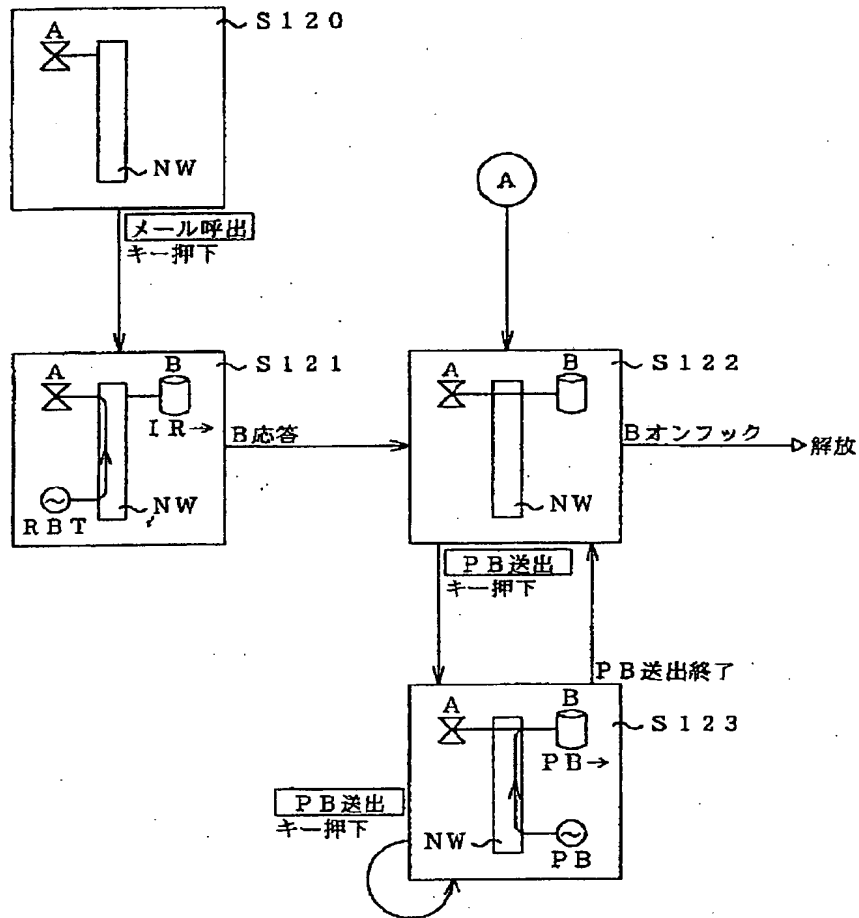 S120
A
NW
メール呼出
キー押下
A
S121
A
B
IR→
NW
RBT
B応答
S122
A
B
NW
Bオンフック
解放
PB送出
キー押下
PB送出終了
S123
A
B
PB→
NW
PB
PB送出
キー押下